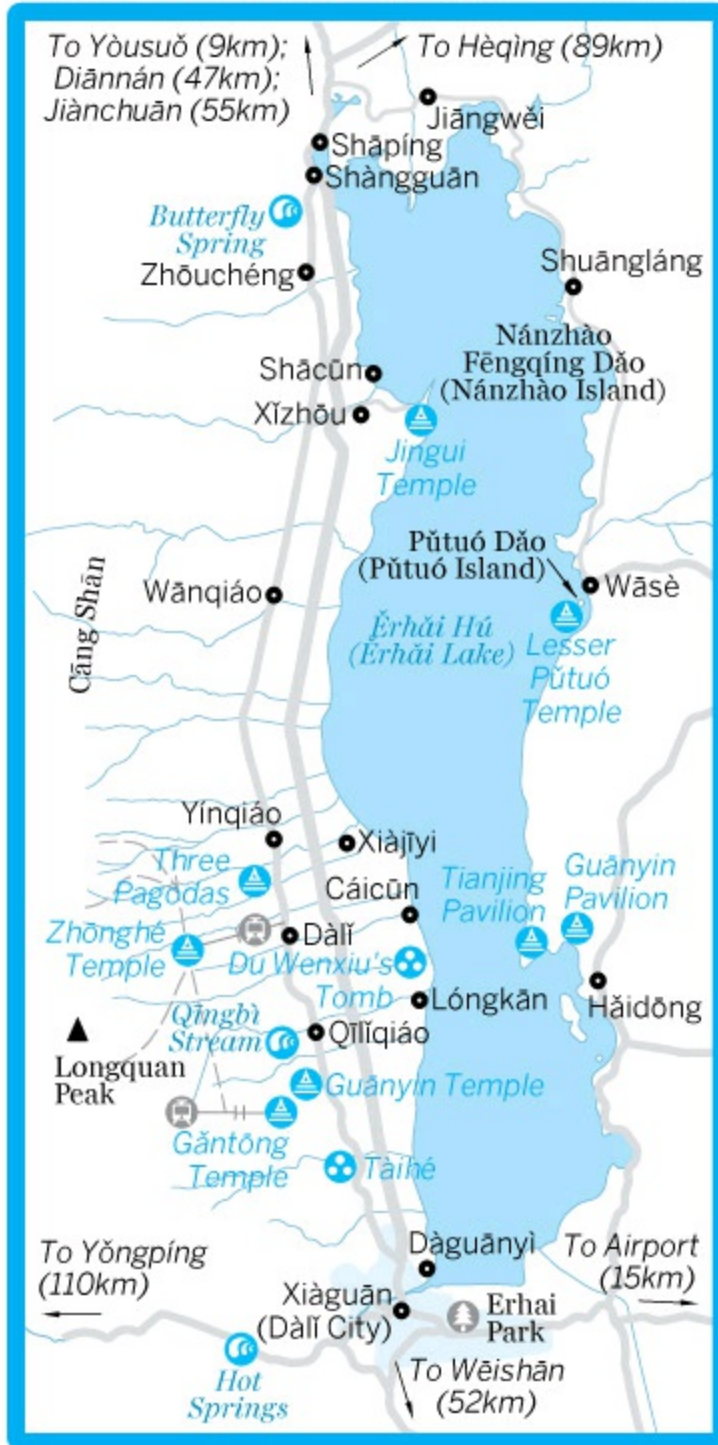 To Yòusuǒ (9km);
Diānnán (47km);
Jiànchuān (55km)
To Hèqìng (89km)
Jiāngwěi
Shāpíng
Shàngguān
Butterfly
Spring
Zhōuchéng
Shuāngláng
Nánzhào
Fēngqíng Dǎo
(Nánzhào Island)
Shācūn
Xǐzhōu
Jingui
Temple
Pǔtuó Dǎo
(Pǔtuó Island)
Wāsè
Wānqiáo
Cāng Shān
Ěrhǎi Hú
(Ěrhǎi Lake)
Lesser
Pǔtuó
Temple
Yínqiáo
Xiàjīyi
Three
Pagodas
Cáicūn
Tianjing
Pavilion
Guānyīn
Pavilion
Zhōnghé
Temple
Dàlǐ
Du Wenxiu's
Tomb
Lóngkān
Hǎidōng
Qīngbì
Stream
Qīlǐqiáo
Longquan
Peak
Guānyīn Temple
Gǎntōng
Temple
Tàihé
To Yǒngpíng
(110km)
Dàguānyì
To Airport
(15km)
Xiàguān
(Dàlǐ City)
Erhai
Park
Hot
Springs
To Wēishān
(52km)